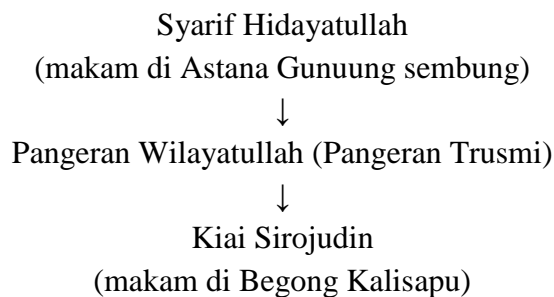 Syarif Hidayatullah
(makam di Astana Gunuung sembung)
↓
Pangeran Wilayatullah (Pangeran Trusmi)
↓
Kiai Sirojudin
(makam di Begong Kalisapu)